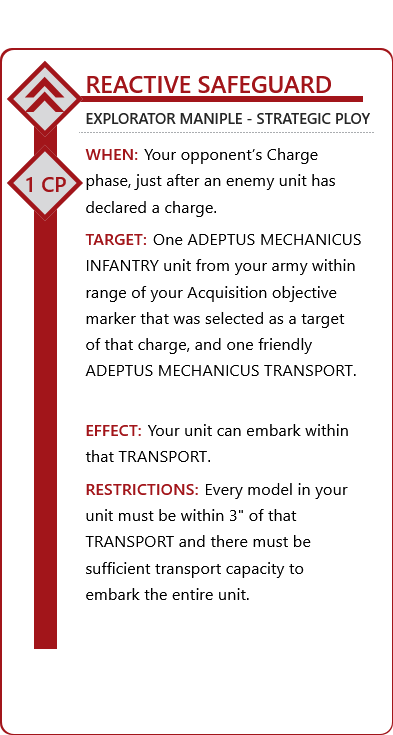 REACTIVE SAFEGUARD
EXPLORATOR MANIPLE - STRATEGIC PLOY
1 CP
WHEN: Your opponent’s Charge
phase, just after an enemy unit has
declared a charge.
TARGET: One ADEPTUS MECHANICUS
INFANTRY unit from your army within
range of your Acquisition objective
marker that was selected as a target
of that charge, and one friendly
ADEPTUS MECHANICUS TRANSPORT.
EFFECT: Your unit can embark within
that TRANSPORT.
RESTRICTIONS: Every model in your
unit must be within 3" of that
TRANSPORT and there must be
sufficient transport capacity to
embark the entire unit.